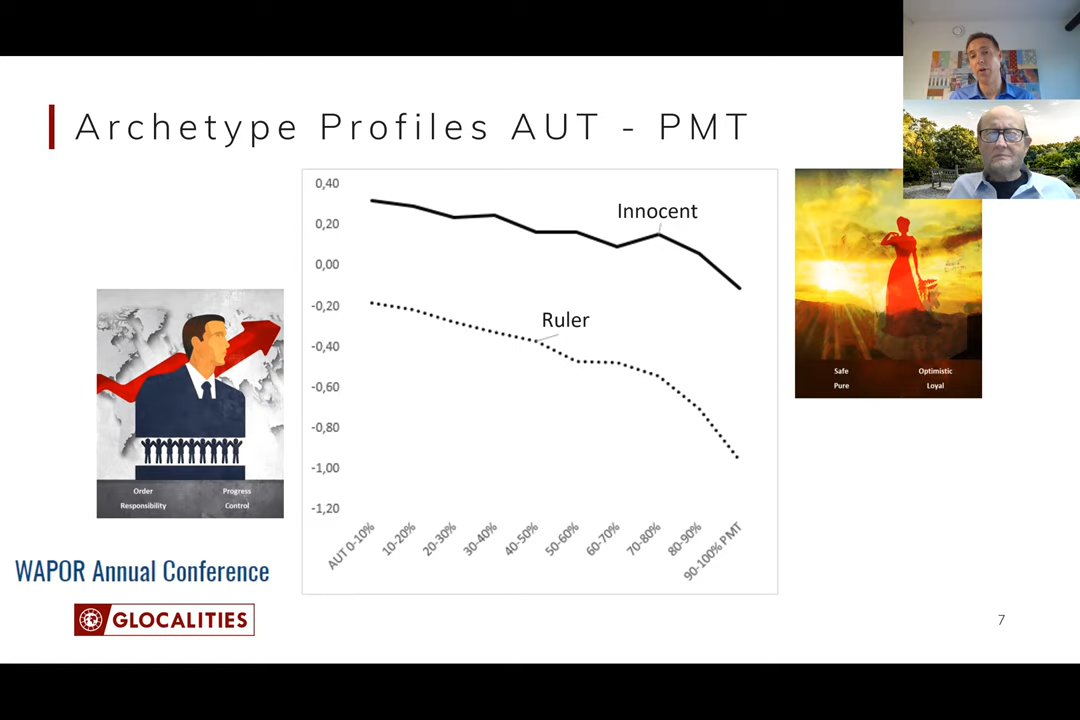 Archetype Profiles AUT - PMT
0,40
0,20
0,00
-0,20
-0,40
-0,60
-0,80
-1,00
-1,20
Innocent
Ruler
AUT 0-10%
10-20%
20-30%
30-40%
40-50%
50-60%
60-70%
70-80%
80-90%
90-100% PMT
Order Progress
Responsibility Control
Safe Optimistic
Pure Loyal
WAPOR Annual Conference
GLOCALITIES
7